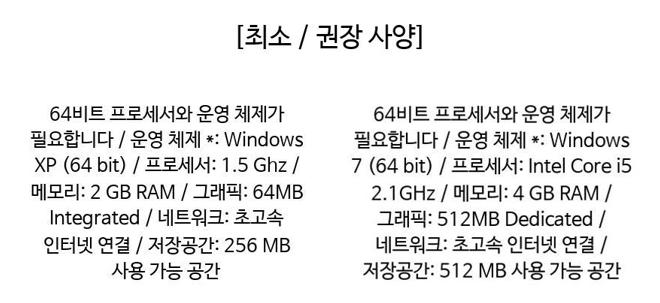 [최소 / 권장 사양]
64비트 프로세서와 운영 체제가
필요합니다 / 운영 체제 *: Windows
XP (64 bit) / 프로세서: 1.5 Ghz /
메모리: 2 GB RAM / 그래픽: 64MB
Integrated / 네트워크: 초고속
인터넷 연결 / 저장공간: 256 MB
사용 가능 공간
64비트 프로세서와 운영 체제가
필요합니다 / 운영 체제 *: Windows
7 (64 bit) / 프로세서: Intel Core i5
2.1GHz / 메모리: 4 GB RAM /
그래픽: 512MB Dedicated /
네트워크: 초고속 인터넷 연결 /
저장공간: 512 MB 사용 가능 공간